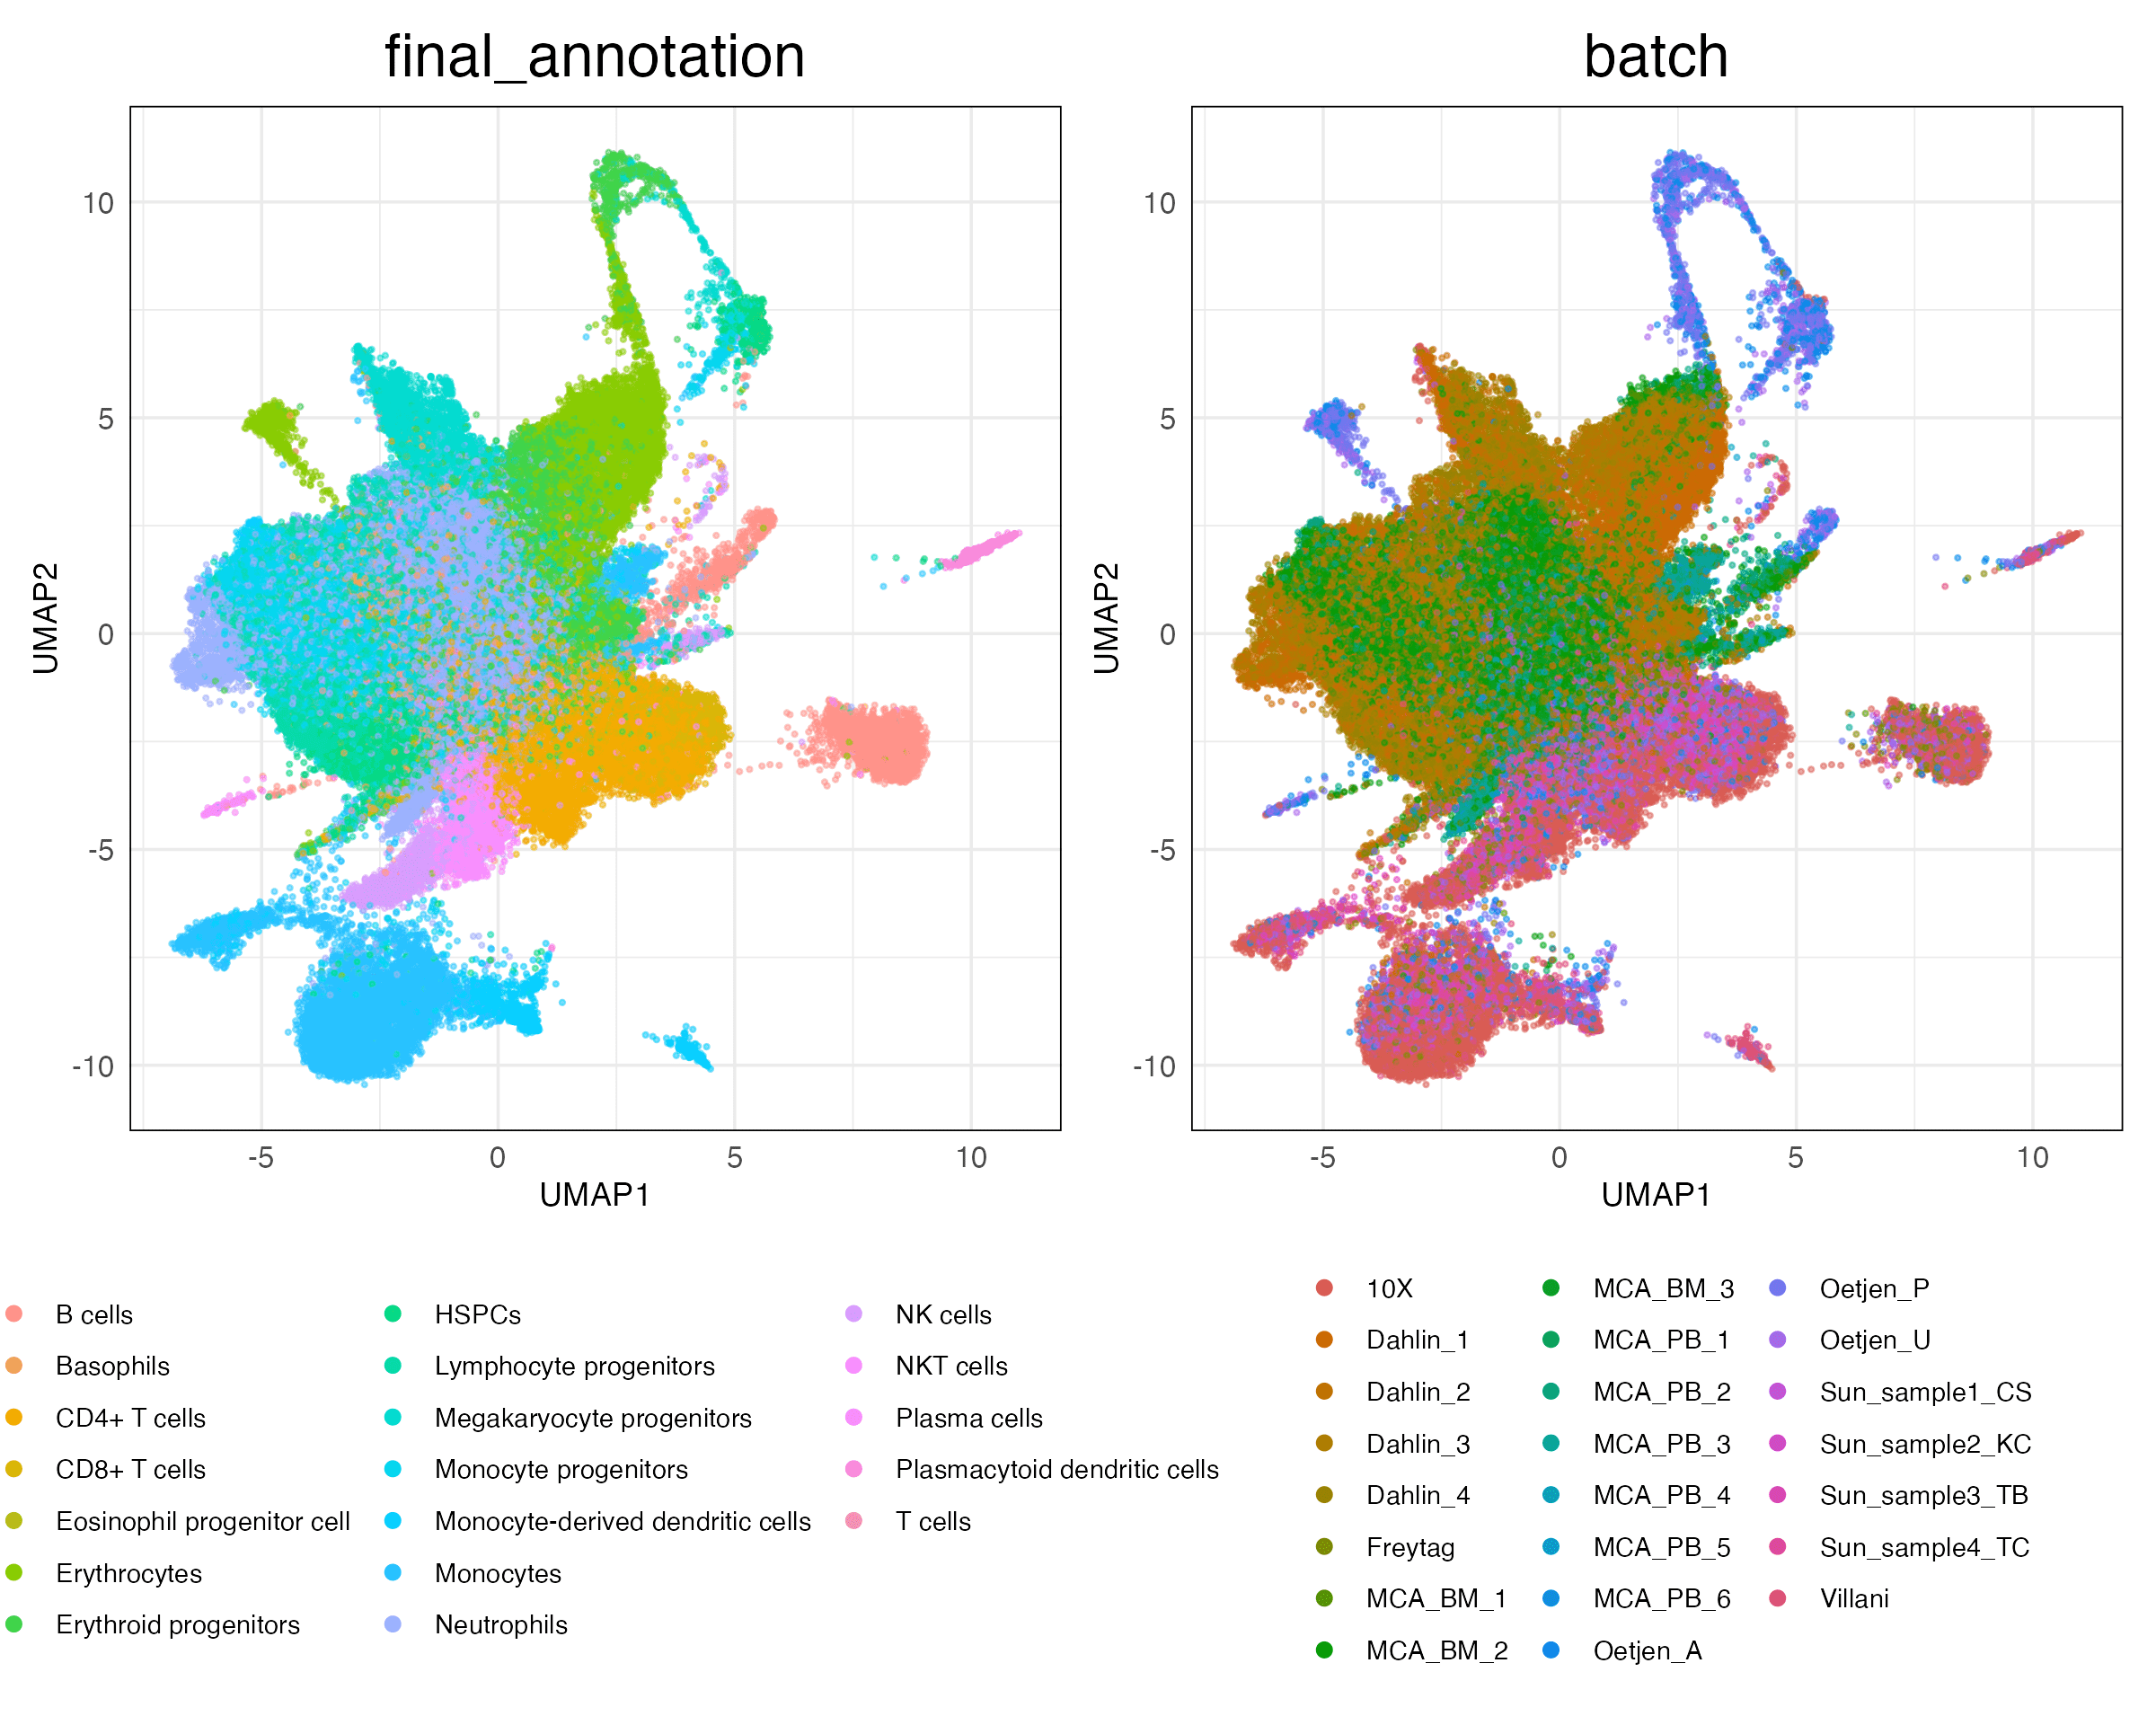 final_annotation
batch
10
5
0
-5
-10
UMAP2
-5
0
5
10
UMAP1
10
5
0
-5
-10
UMAP2
-5
0
5
10
UMAP1
B cells
Basophils
CD4+ T cells
CD8+ T cells
Eosinophil progenitor cell
Erythrocytes
Erythroid progenitors
HSPCs
Lymphocyte progenitors
Megakaryocyte progenitors
Monocyte progenitors
Monocyte-derived dendritic cells
Monocytes
Neutrophils
NK cells
NKT cells
Plasma cells
Plasmacytoid dendritic cells
T cells
10X
Dahlin_1
Dahlin_2
Dahlin_3
Dahlin_4
Freytag
MCA_BM_1
MCA_BM_2
MCA_BM_3
MCA_PB_1
MCA_PB_2
MCA_PB_3
MCA_PB_4
MCA_PB_5
MCA_PB_6
Oetjen_A
Oetjen_P
Oetjen_U
Sun_sample1_CS
Sun_sample2_KC
Sun_sample3_TB
Sun_sample4_TC
Villani